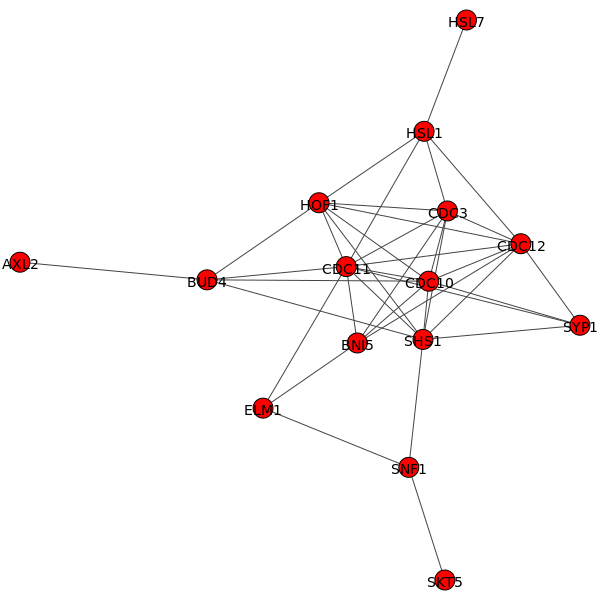 HSL7
HSL1
HOF1
CDC3
CDC12
AXL2
CDC11
BUD4
CDC10
SYP1
BNI5
SHS1
ELM1
SNF1
SKT5